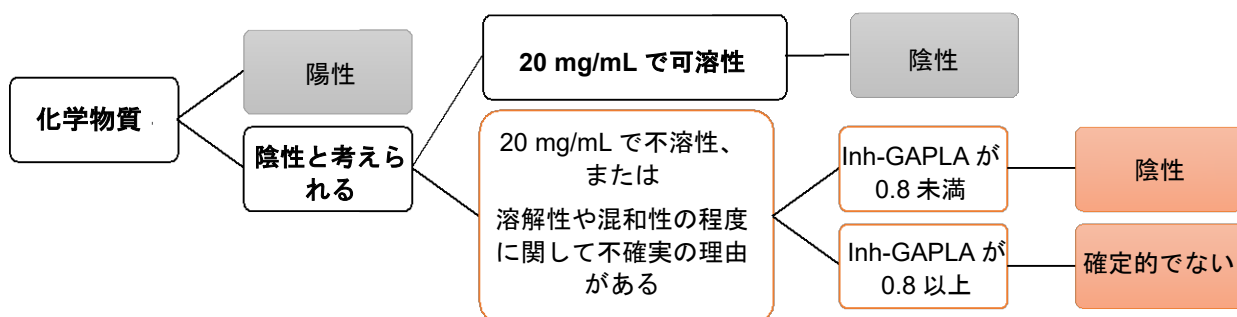 化学物質
陽性
陰性と考えら
れる
20 mg/mL で可溶性
陰性
20 mg/mL で不溶性、
または
溶解性や混和性の程度
に関して不確実の理由
がある
Inh-GAPLA が
0.8 未満
陰性
Inh-GAPLA が
0.8 以上
確定的でない